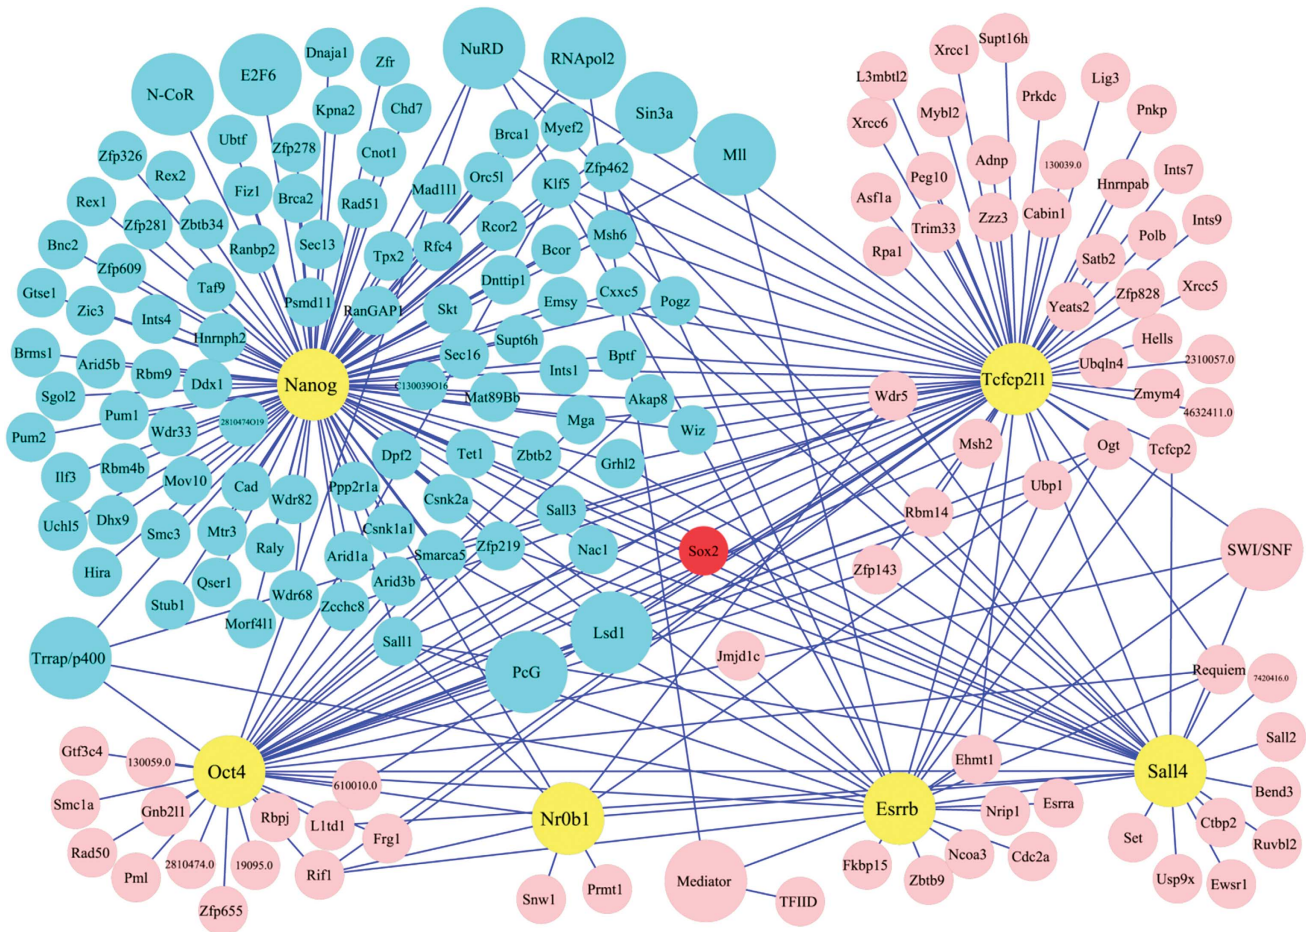 NuRD
RNApol2
Dnaja1
Zfr
E2F6
N-CoR
Kpna2
Chd7
Sin3a
Mll
Ubtf
Zfp278
Cnot1
Brca1
Myef2
Zfp326
Rex2
Fiz1
Brca2
Rad51
Mad1l1
Orc5l
Klf5
Zfp462
Rex1
Zfp281
Zbtb34
Ranbp2
Sec13
Tpx2
Rfc4
Rcor2
Bcor
Msh6
Bnc2
Zfp609
Taf9
Psmd11
RanGAP1
Skt
Dnttip1
Emsy
Cxxc5
Pogz
Gtse1
Zic3
Ints4
Hnrnph2
Sec16
Supt6h
Bptf
Brms1
Arid5b
Rbm9
Ddx1
Nanog
C130039O16
Mat89Bb
Ints1
Akap8
Sgol2
Pum1
Wdr33
2810474O19
Mga
Wiz
Pum2
Dpf2
Tet1
Zbtb2
Grhl2
Ilf3
Rbm4b
Mov10
Cad
Wdr82
Ppp2r1a
Csnk2a
Uchl5
Dhx9
Smc3
Mtr3
Raly
Csnk1a1
Sall3
Arid1a
Smarca5
Zfp219
Nac1
Hira
Stub1
Qser1
Wdr68
Arid3b
Zcchc8
Morf4l1
Sall1
Lsd1
PcG
Trrap/p400
Sox2
Xrcc1
Supt16h
L3mbtl2
Lig3
Prkdc
Pnkp
Xrcc6
Mybl2
Adnp
130039.0
Ints7
Peg10
Hnrnpab
Asf1a
Trim33
Zzz3
Cabin1
Ints9
Rpa1
Polb
Satb2
Yeats2
Zfp828
Xrcc5
Hells
Ubqln4
2310057.0
Tcfcp2l1
Zmym4
4632411.0
Wdr5
Msh2
Ogt
Tcfcp2
Ubp1
Rbm14
Zfp143
SWI/SNF
Jmjd1c
Requiem
7420416.0
Gtf3c4
130059.0
Oct4
610010.0
Smc1a
Gnb2l1
Rbpj
L1td1
Frg1
Rad50
Pml
2810474.0
19095.0
Rif1
Zfp655
Nr0b1
Snw1
Prmt1
Mediator
TFIID
Esrrb
Ehmt1
Nrip1
Esrra
Fkbp15
Zbtb9
Ncoa3
Cdc2a
Sall4
Sall2
Bend3
Set
Ctbp2
Ruvbl2
Usp9x
Ewsr1